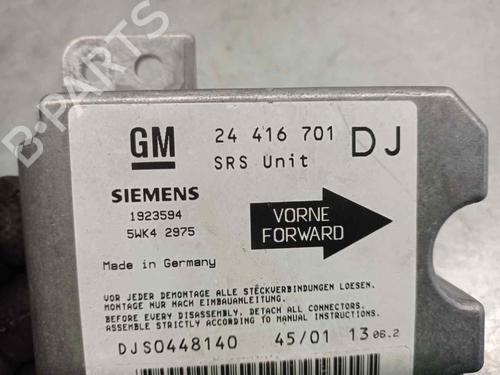 GM
24 416 701 DJ
SRS Unit
SIEMENS
1923594
5WK4 2975
VORNE
FORWARD
Made in Germany
VOR JEDER DEMONTAGE ALLE STECKVERBINDUNGEN LOESEN.
MONTAGE NUR NACH EINBAUANLEITUNG.
BEFORE EVERY DISASSEMBLY, DETACH ALL CONNECTORS.
ASSEMBLE STRICTLY ACCORDING TO MANUAL INSTRUCTIONS.
DJS0448140 45/01 13 06.2
B-PARTS